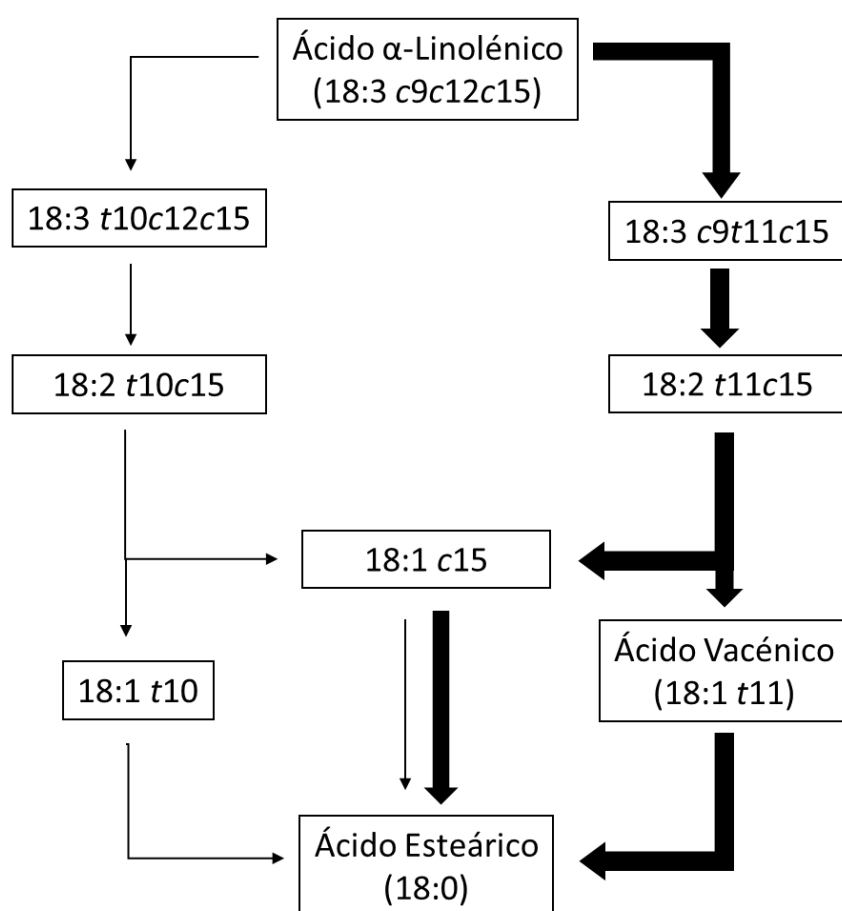 Ácido α-Linolénico
(18:3 c9c12c15)
18:3 t10c12c15
18:3 c9t11c15
18:2 t10c15
18:2 t11c15
18:1 c15
Ácido Vacénico
(18:1 t11)
18:1 t10
Ácido Esteárico
(18:0)